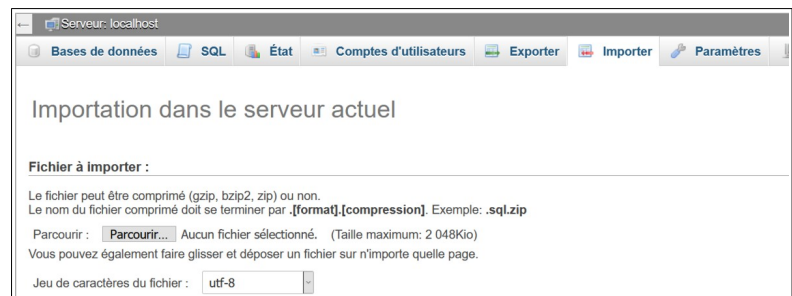 Serveur: localhost
Bases de données SQL État Comptes d'utilisateurs Exporter Importer Paramètres
Importation dans le serveur actuel
Fichier à importer :
Le fichier peut être comprimé (gzip, bzip2, zip) ou non.
Le nom du fichier comprimé doit se terminer par .[format].[compression]. Exemple: .sql.zip
Parcourir : Parcourir... Aucun fichier sélectionné. (Taille maximum: 2 048Kio)
Vous pouvez également faire glisser et déposer un fichier sur n'importe quelle page.
Jeu de caractères du fichier : utf-8